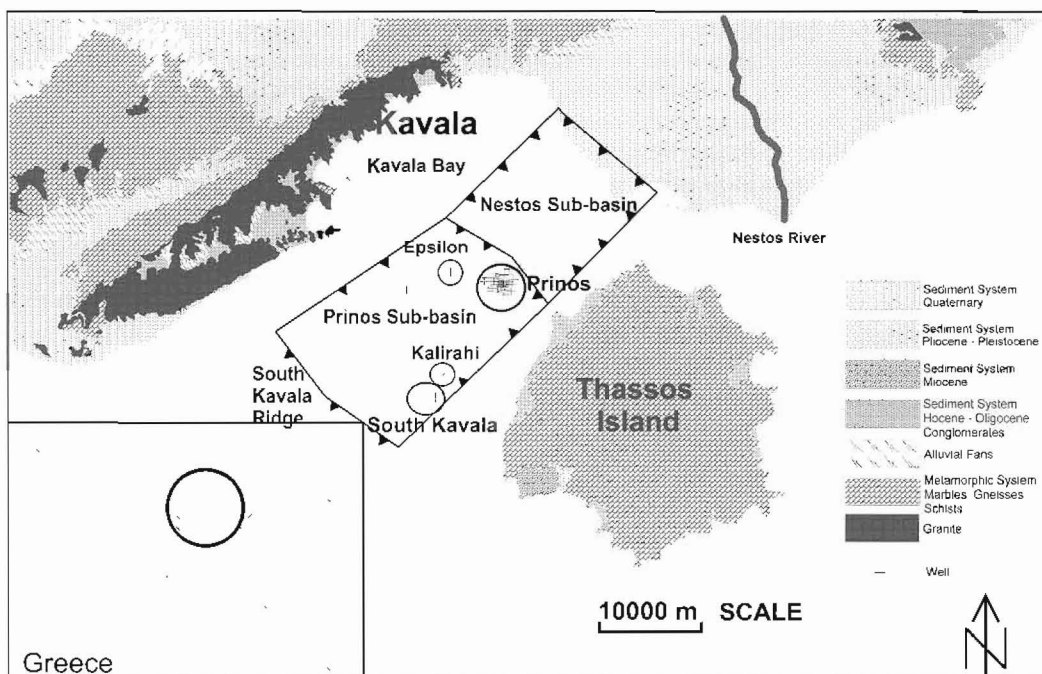 Kavala
Kavala Bay
Nestos Sub-basin
Nestos River
Epsilon
Prinos
Prinos Sub-basin
Kalirahi
South
Kavala
Ridge
South Kavala
Thassos
Island
Sediment System
Quaternary
Sediment System
Pliocene - Pleistocene
Sediment System
Miocene
Sediment System
Hocene - Oligocene
Conglomerates
Alluvial Fans
Metamorphic System
Marbles Gneisses
Schists
Granite
Well
10000 m SCALE
N
Greece